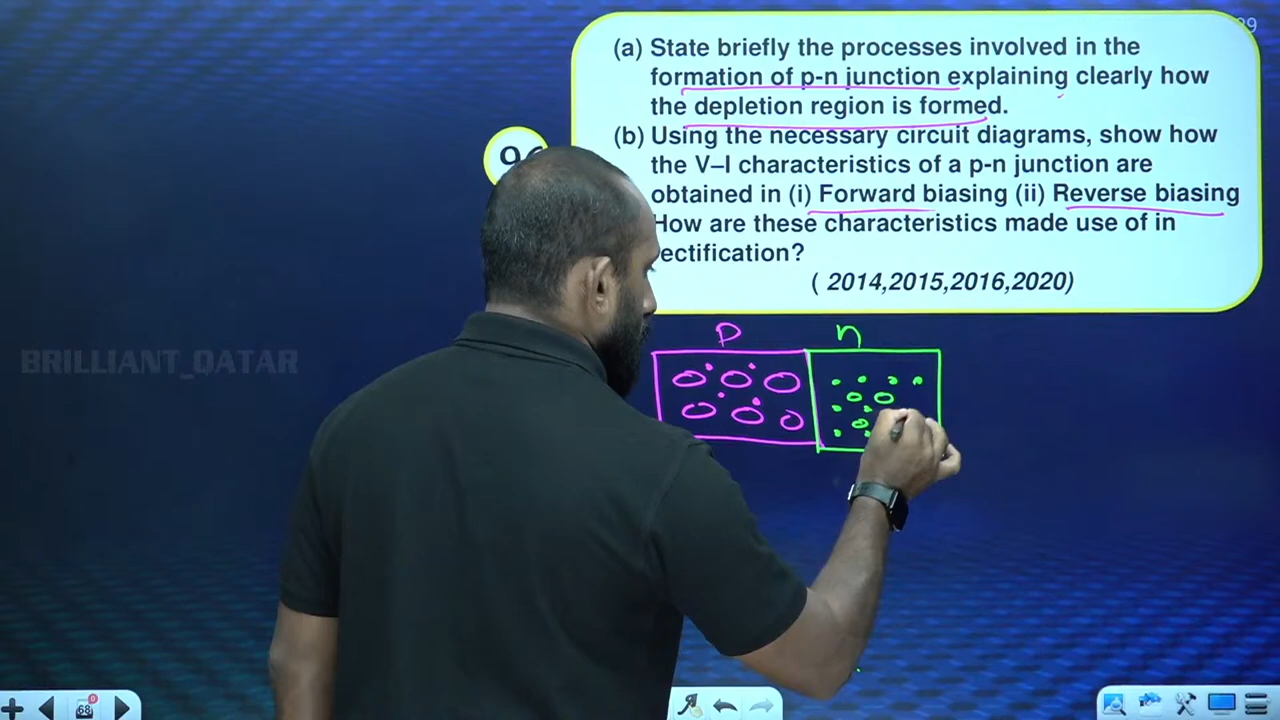 (a) State briefly the processes involved in the
formation of p-n junction explaining clearly how
the depletion region is formed.
(b) Using the necessary circuit diagrams, show how
the V–I characteristics of a p-n junction are
obtained in (i) Forward biasing (ii) Reverse biasing
How are these characteristics made use of in
ectification?
( 2014,2015,2016,2020)
p n
BRILLIANT_QATAR
68